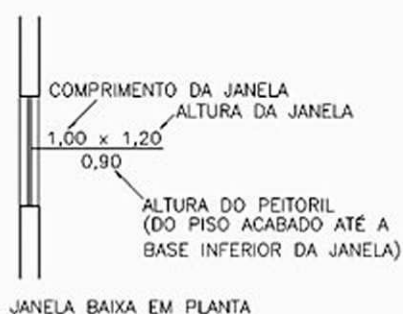 COMPRIMENTO DA JANELA
ALTURA DA JANELA
1,00 x 1,20
0,90
ALTURA DO PEITORIL
(DO PISO ACABADO ATÉ A
BASE INFERIOR DA JANELA)
JANELA BAIXA EM PLANTA